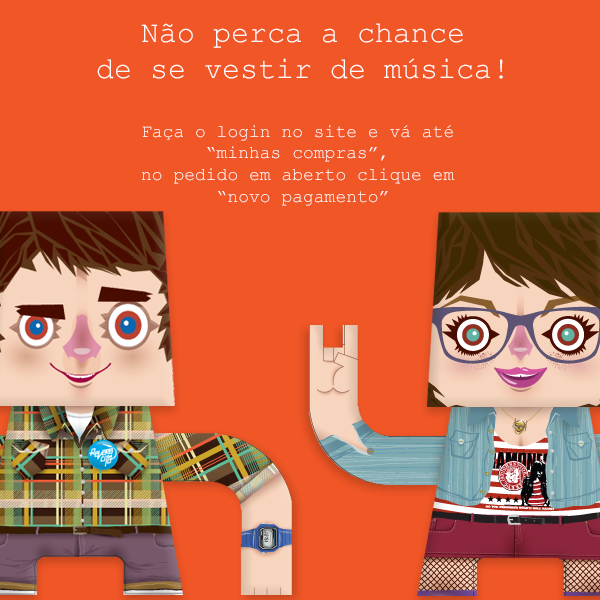 Não perca a chance
de se vestir de música!
Faça o login no site e vá até
“minhas compras”,
no pedido em aberto clique em
“novo pagamento”
RAMONES